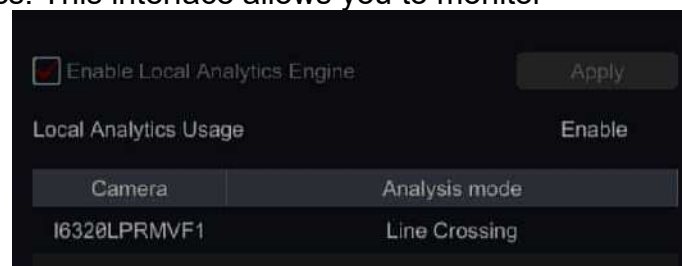 This interface allows you to monitor
Enable Local Analytics Engine Apply
Local Analytics Usage Enable
Camera Analysis mode
I6320LPRMVF1 Line Crossing